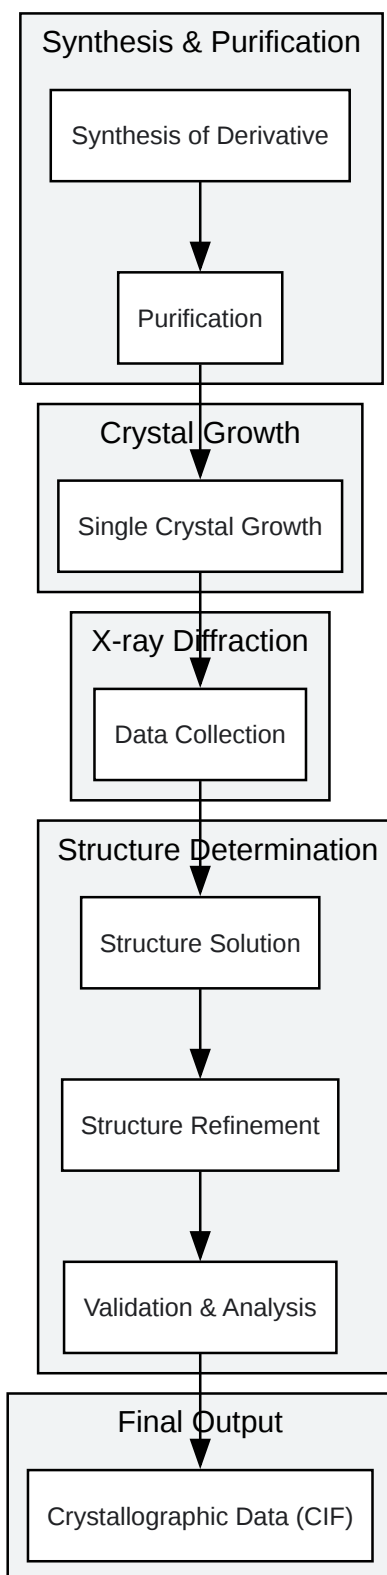 Synthesis & Purification
Synthesis of Derivative
Purification
Crystal Growth
Single Crystal Growth
X-ray Diffraction
Data Collection
Structure Determination
Structure Solution
Structure Refinement
Validation & Analysis
Final Output
Crystallographic Data (CIF)